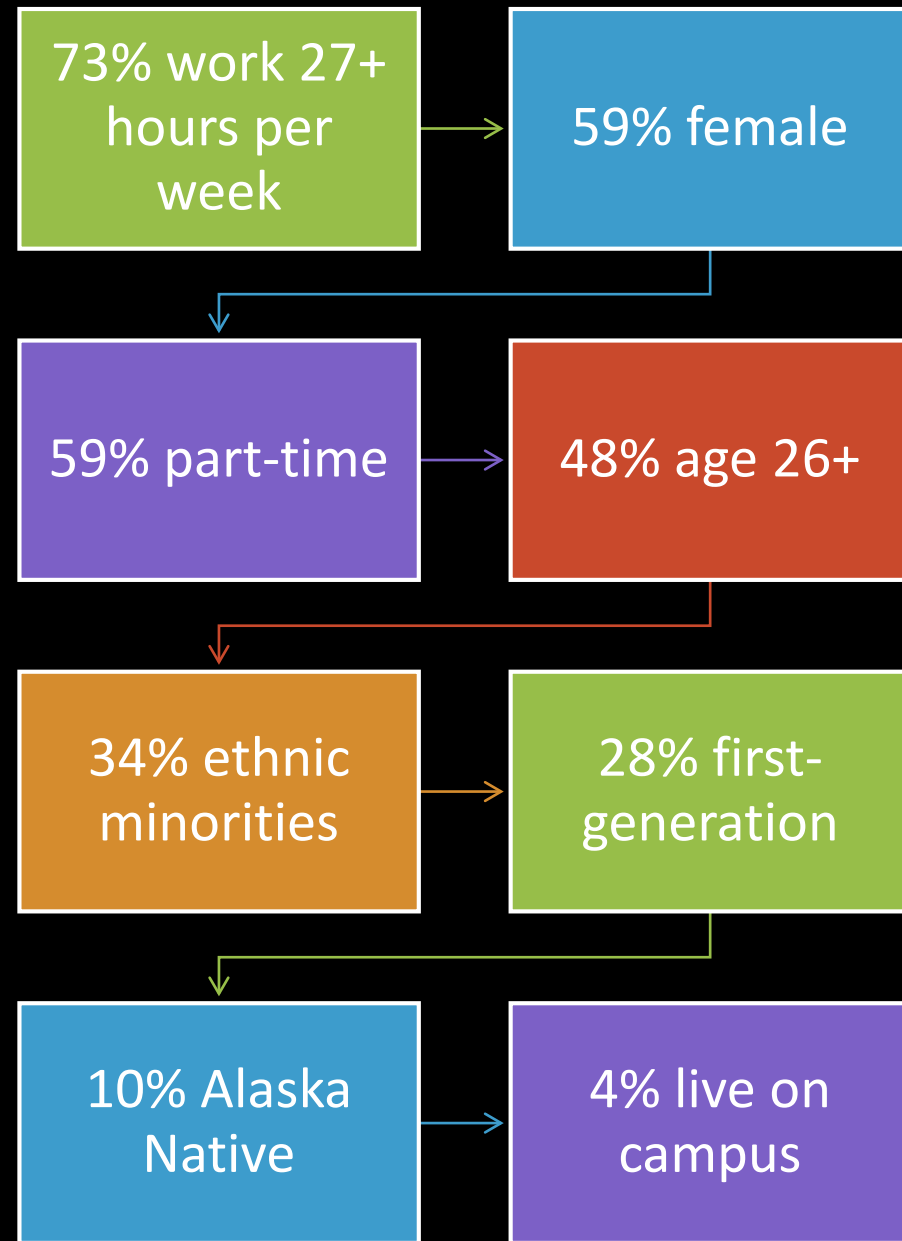 73% work 27+
hours per
week
59% female
59% part-time
48% age 26+
34% ethnic
minorities
28% first-
generation
10% Alaska
Native
4% live on
campus